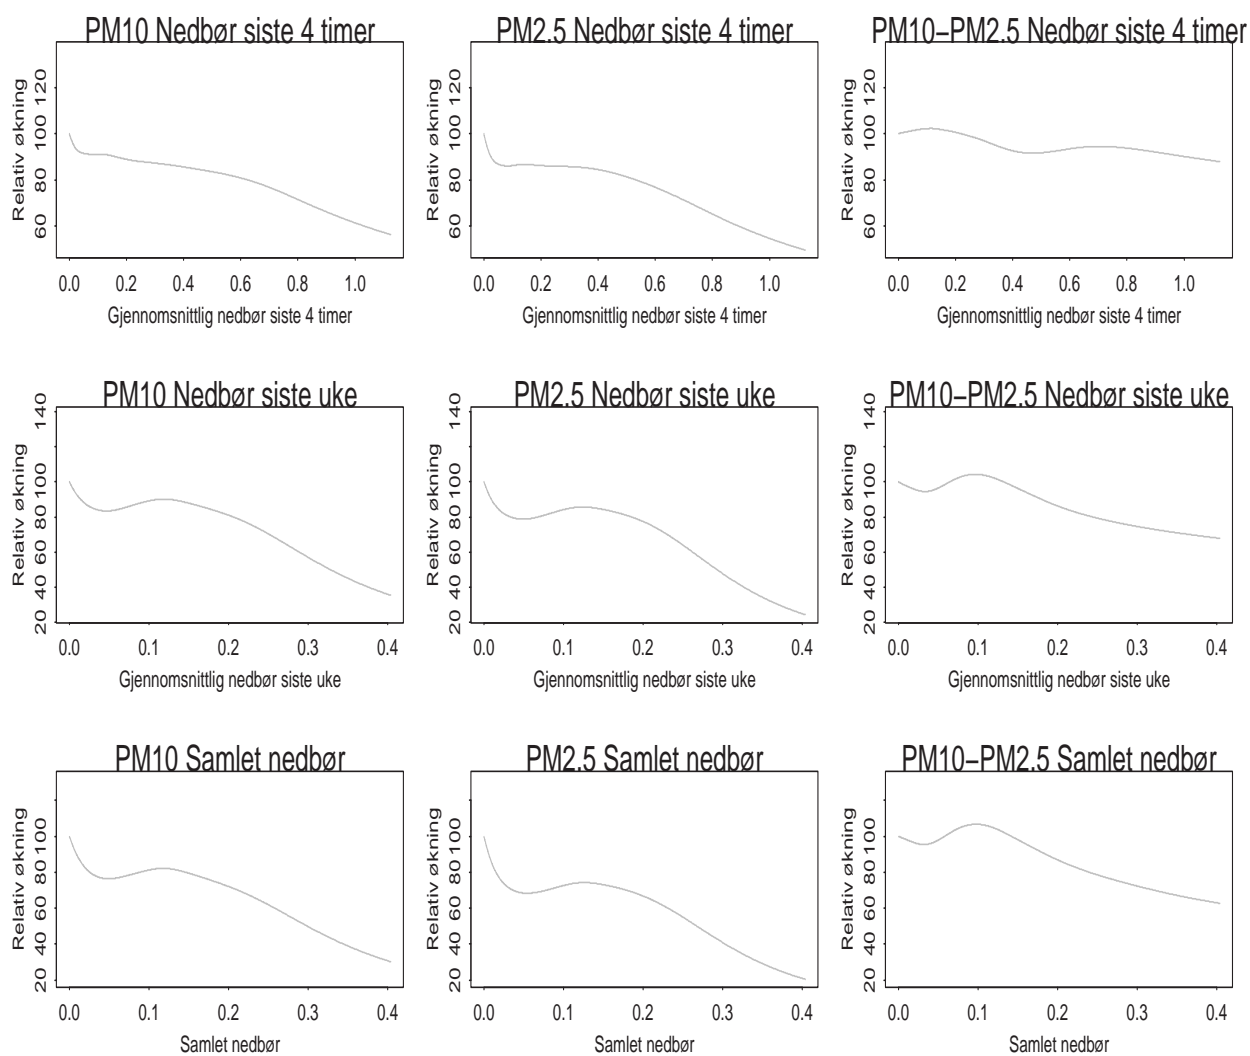 PM10 Nedbør siste 4 timer
Relativ økning
60 80 100 120
0.0 0.2 0.4 0.6 0.8 1.0
Gjennomsnittlig nedbør siste 4 timer
PM2.5 Nedbør siste 4 timer
Relativ økning
60 80 100 120
0.0 0.2 0.4 0.6 0.8 1.0
Gjennomsnittlig nedbør siste 4 timer
PM10–PM2.5 Nedbør siste 4 timer
Relativ økning
60 80 100 120
0.0 0.2 0.4 0.6 0.8 1.0
Gjennomsnittlig nedbør siste 4 timer
PM10 Nedbør siste uke
Relativ økning
20 40 60 80 100 140
0.0 0.1 0.2 0.3 0.4
Gjennomsnittlig nedbør siste uke
PM2.5 Nedbør siste uke
Relativ økning
20 40 60 80 100 140
0.0 0.1 0.2 0.3 0.4
Gjennomsnittlig nedbør siste uke
PM10–PM2.5 Nedbør siste uke
Relativ økning
20 40 60 80 100 140
0.0 0.1 0.2 0.3 0.4
Gjennomsnittlig nedbør siste uke
PM10 Samlet nedbør
Relativ økning
20 40 60 80 100
0.0 0.1 0.2 0.3 0.4
Samlet nedbør
PM2.5 Samlet nedbør
Relativ økning
20 40 60 80 100
0.0 0.1 0.2 0.3 0.4
Samlet nedbør
PM10–PM2.5 Samlet nedbør
Relativ økning
20 40 60 80 100
0.0 0.1 0.2 0.3 0.4
Samlet nedbør